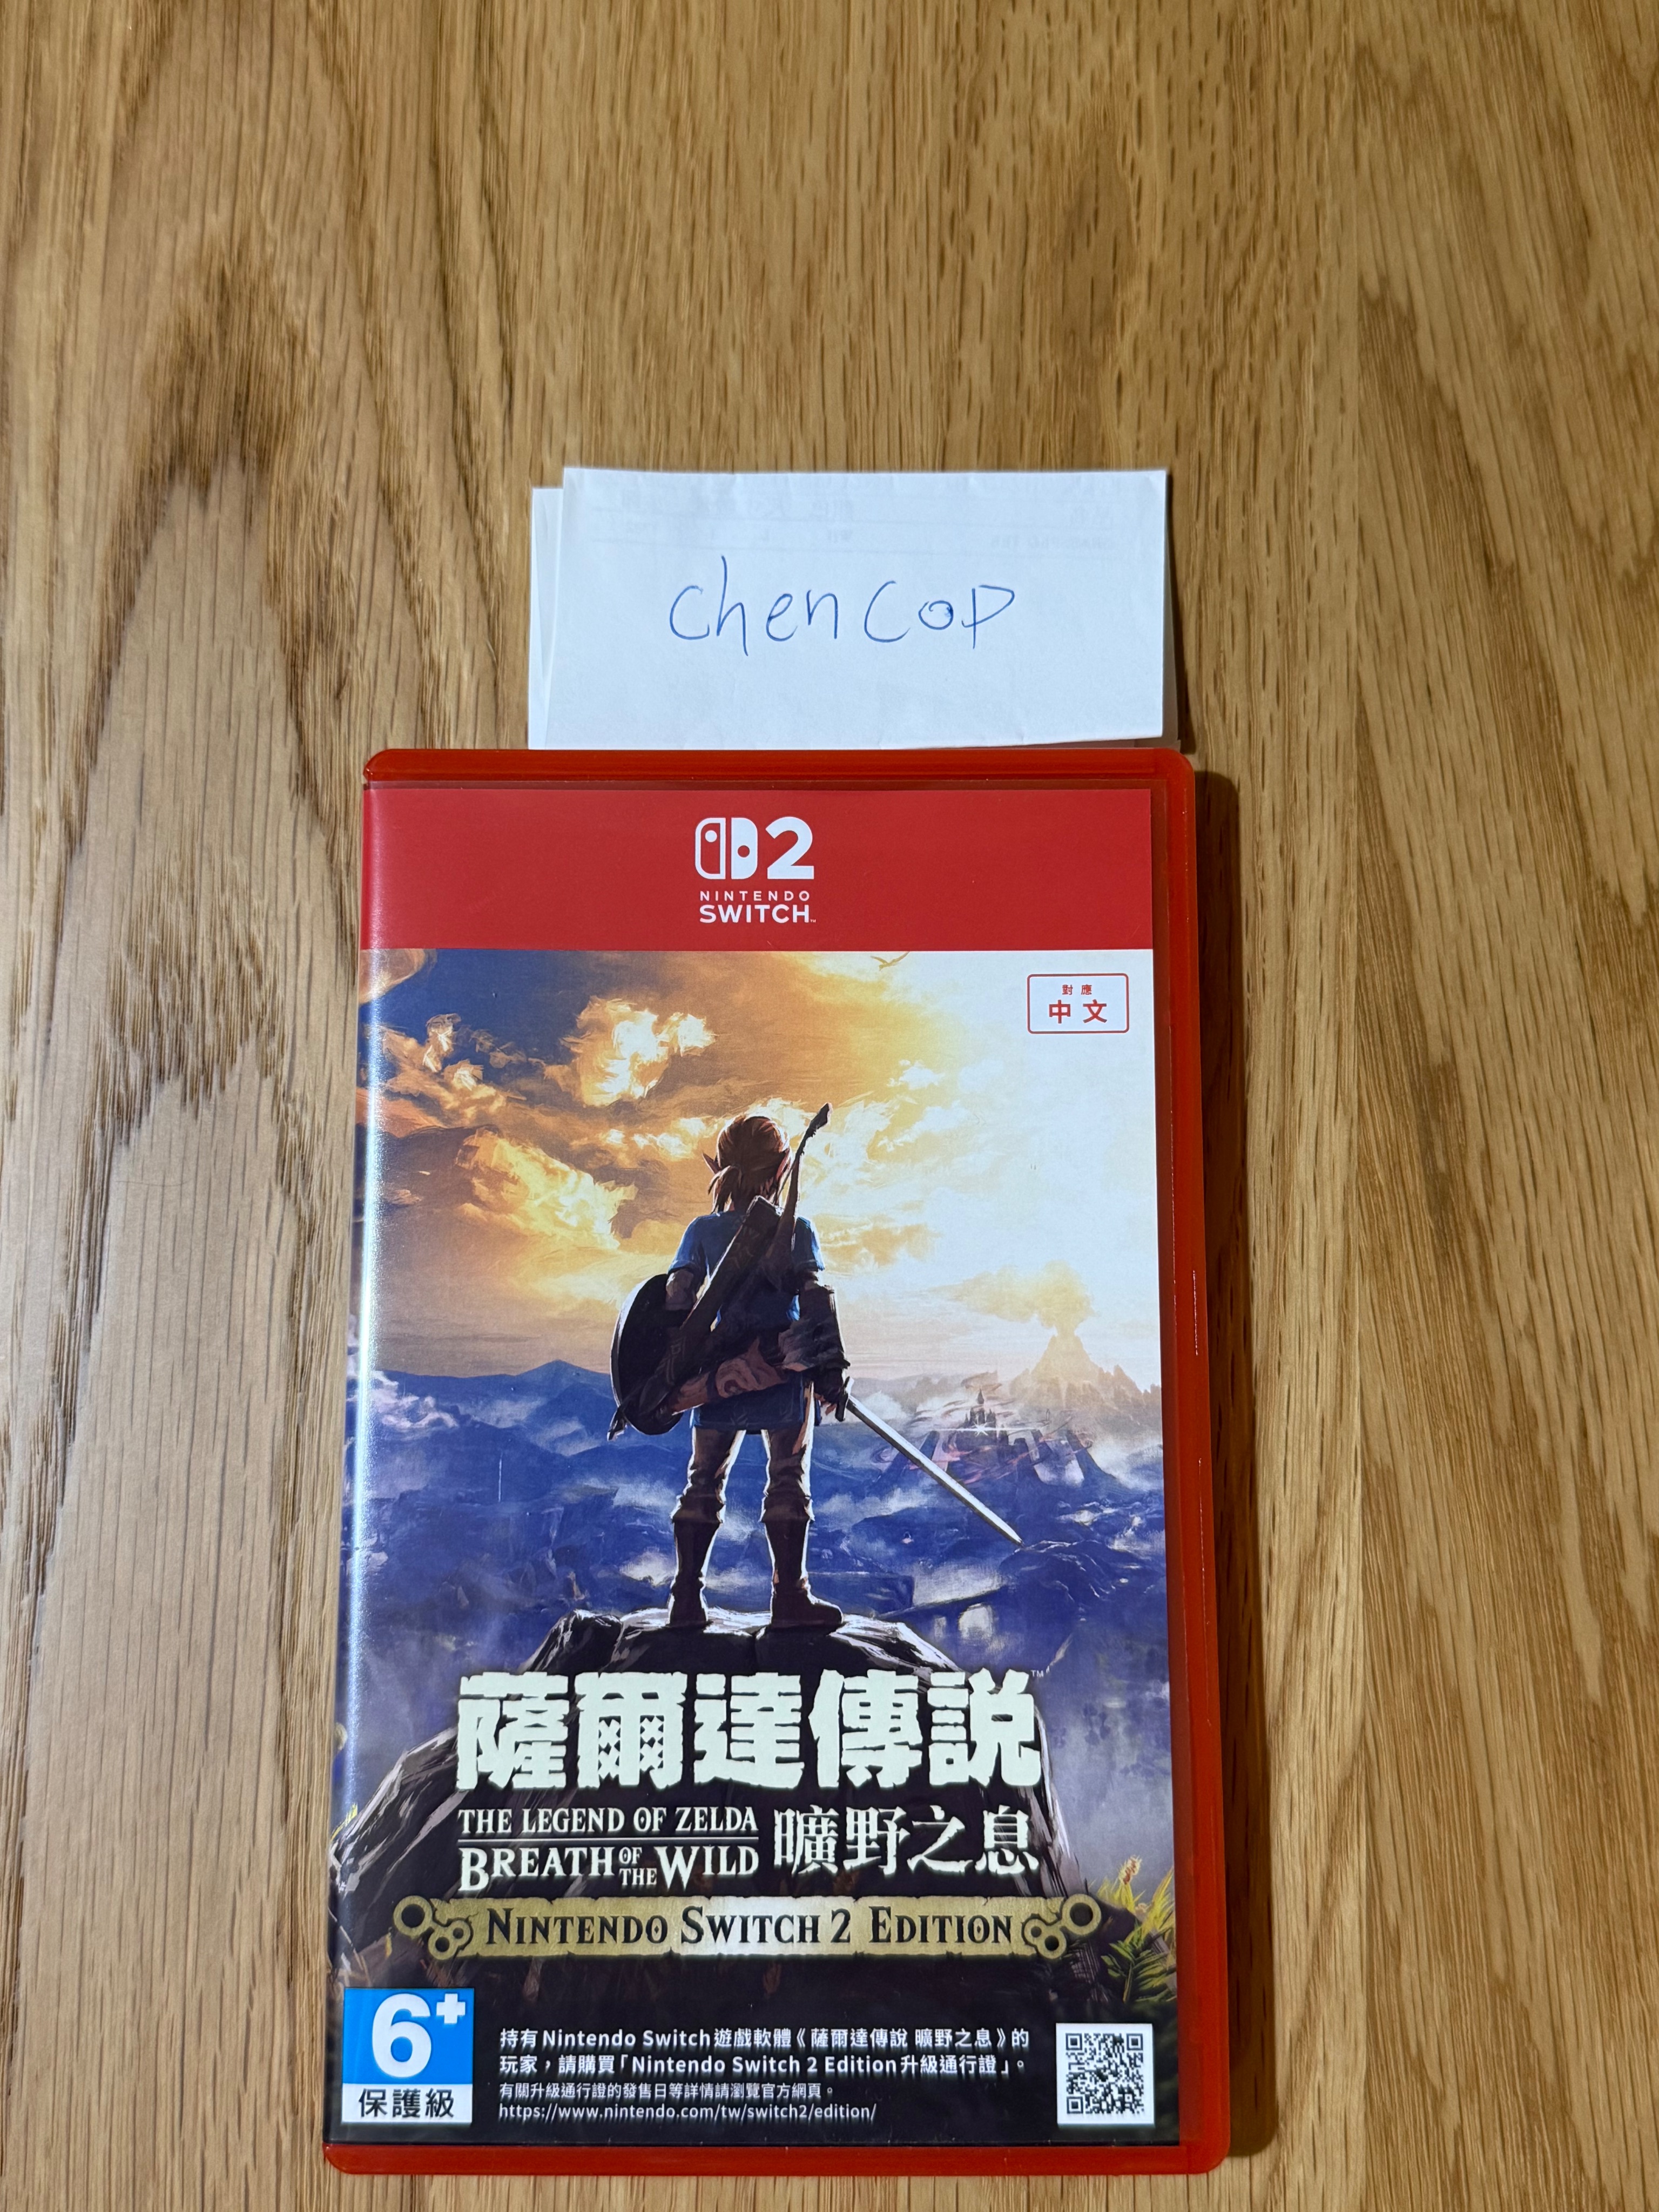 chencop
2
NINTENDO
SWITCH™
對應
中文
薩爾達傳說™
THE LEGEND OF ZELDA
BREATH OF THE WILD
曠野之息
NINTENDO SWITCH 2 EDITION
6+
保護級
持有Nintendo Switch遊戲軟體《薩爾達傳說 曠野之息》的
玩家，請購買「Nintendo Switch 2 Edition升級通行證」。
有關升級通行證的發售日等詳情請瀏覽官方網頁。
https://www.nintendo.com/tw/switch2/edition/